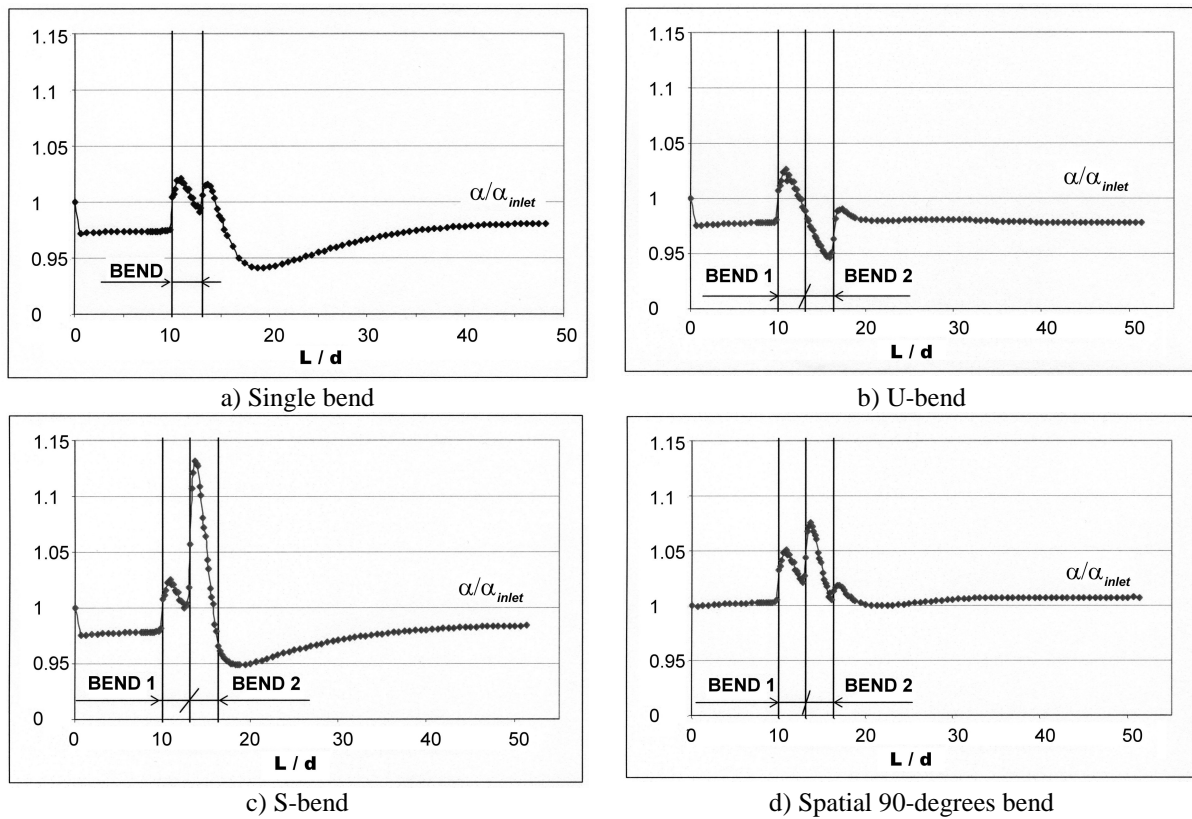 1.15
1.1
1.05
1
0.95
0
α/α inlet
BEND
0 10 20 30 40 50
L / d
a) Single bend
1.15
1.1
1.05
1
0.95
0
α/α inlet
BEND 1 BEND 2
0 10 20 30 40 50
L / d
b) U-bend
1.15
1.1
1.05
1
0.95
0
α/α inlet
BEND 1 BEND 2
0 10 20 30 40 50
L / d
c) S-bend
1.15
1.1
1.05
1
0.95
0
α/α inlet
BEND 1 BEND 2
0 10 20 30 40 50
L / d
d) Spatial 90-degrees bend